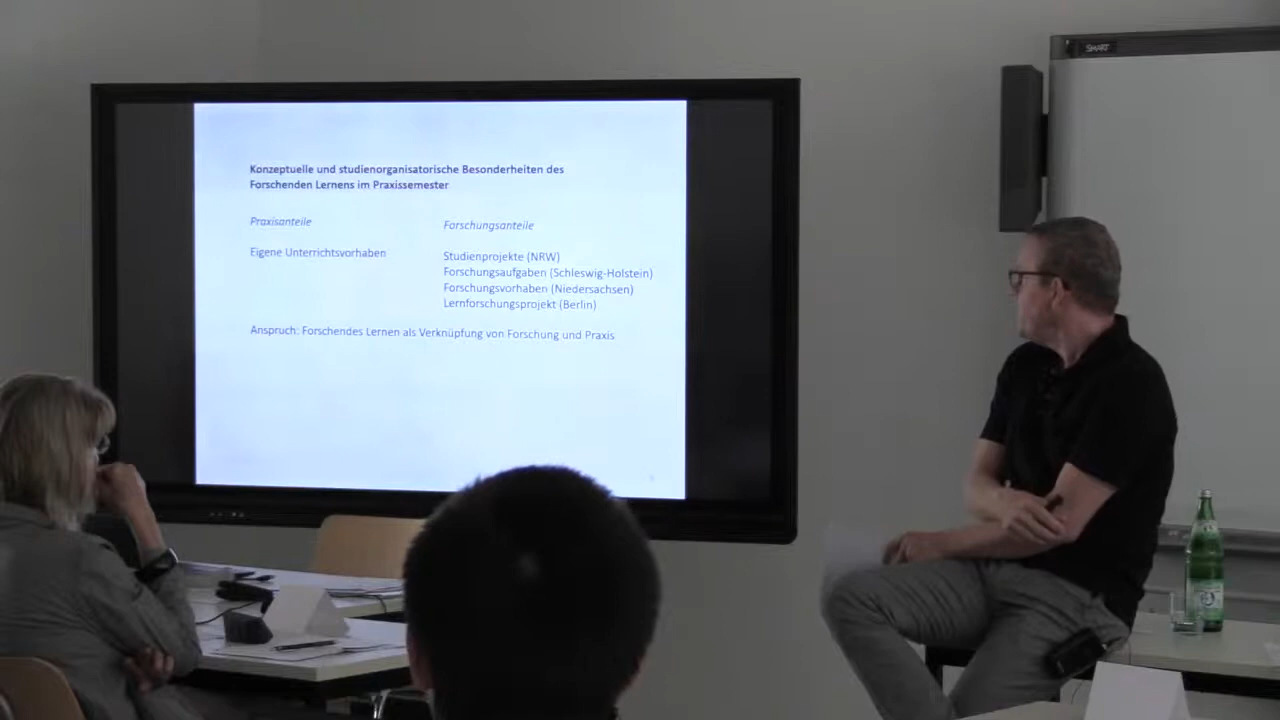 SMART
Konzeptuelle und studienorganisatorische Besonderheiten des
Forschenden Lernens im Praxissemester
Praxisanteile
Forschungsanteile
Eigene Unterrichtsvorhaben
Studienprojekte (NRW)
Forschungsaufgaben (Schleswig-Holstein)
Forschungsvorhaben (Niedersachsen)
Lernforschungsprojekt (Berlin)
Anspruch: Forschendes Lernen als Verknüpfung von Forschung und Praxis